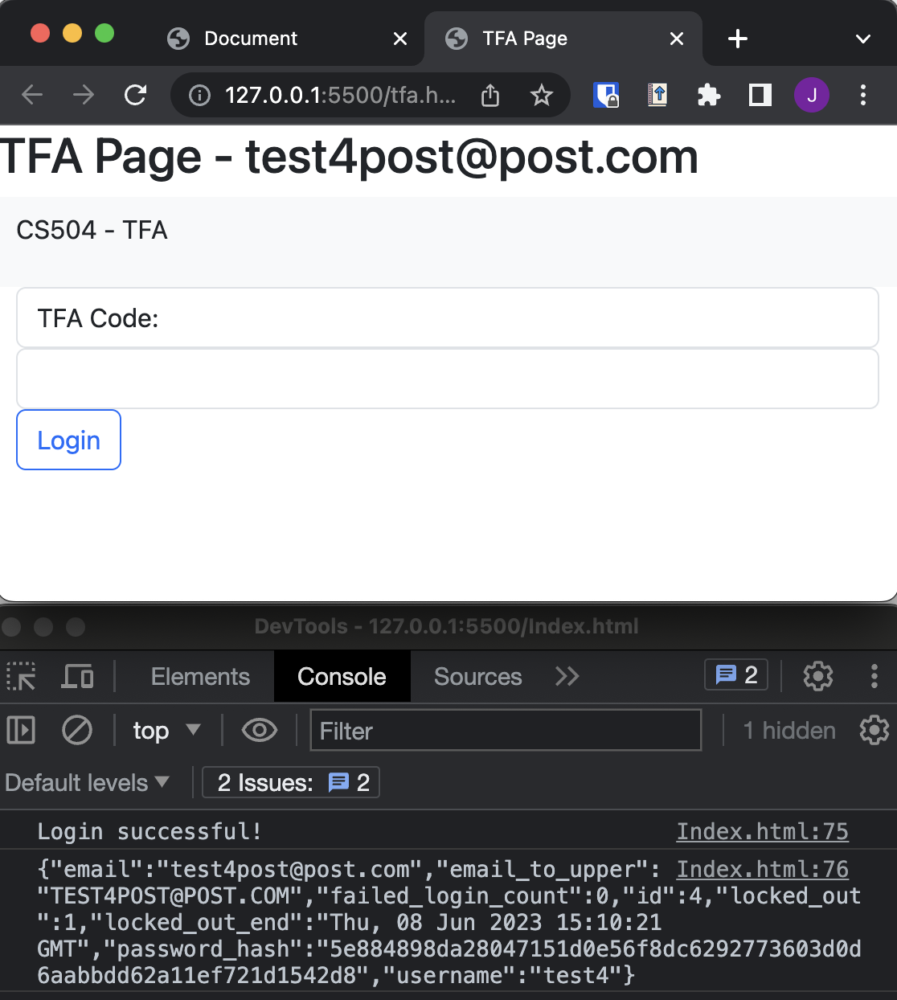 Document
TFA Page
127.0.0.1:5500/tfa.h...
J
TFA Page - test4post@post.com
CS504 - TFA
TFA Code:
Login
DevTools - 127.0.0.1:5500/Index.html
Elements Console Sources 2
top Filter 1 hidden
Default levels 2 Issues: 2
Login successful! Index.html:75
{"email":"test4post@post.com","email_to_upper": Index.html:76
"TEST4POST@POST.COM","failed_login_count":0,"id":4,"locked_out
":1,"locked_out_end":"Thu, 08 Jun 2023 15:10:21
GMT","password_hash":"5e884898da28047151d0e56f8dc6292773603d0d
6aabbdd62a11ef721d1542d8","username":"test4"}